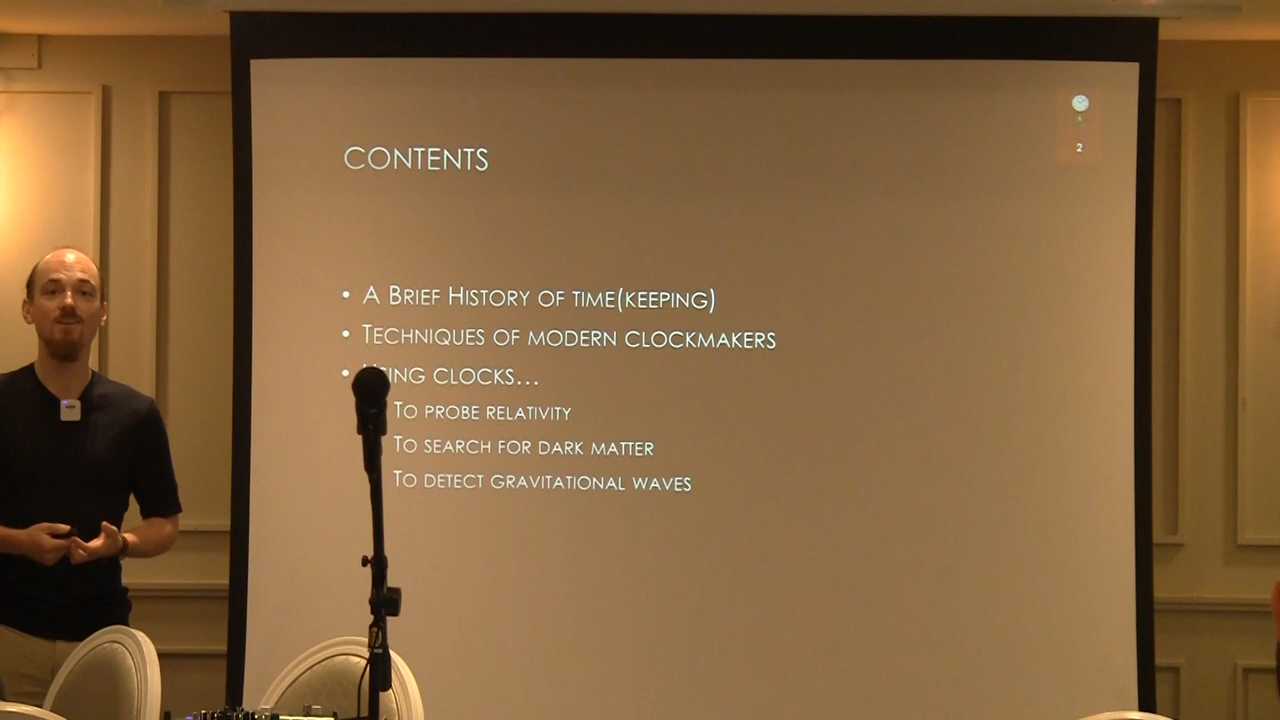 2
CONTENTS
• A BRIEF HISTORY OF TIME(KEEPING)
• TECHNIQUES OF MODERN CLOCKMAKERS
• CLOCKS...
TO PROBE RELATIVITY
TO SEARCH FOR DARK MATTER
TO DETECT GRAVITATIONAL WAVES